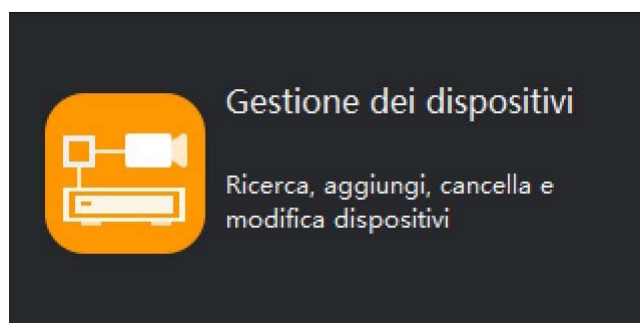 Gestione dei dispositivi
Ricerca, aggiungi, cancella e
modifica dispositivi